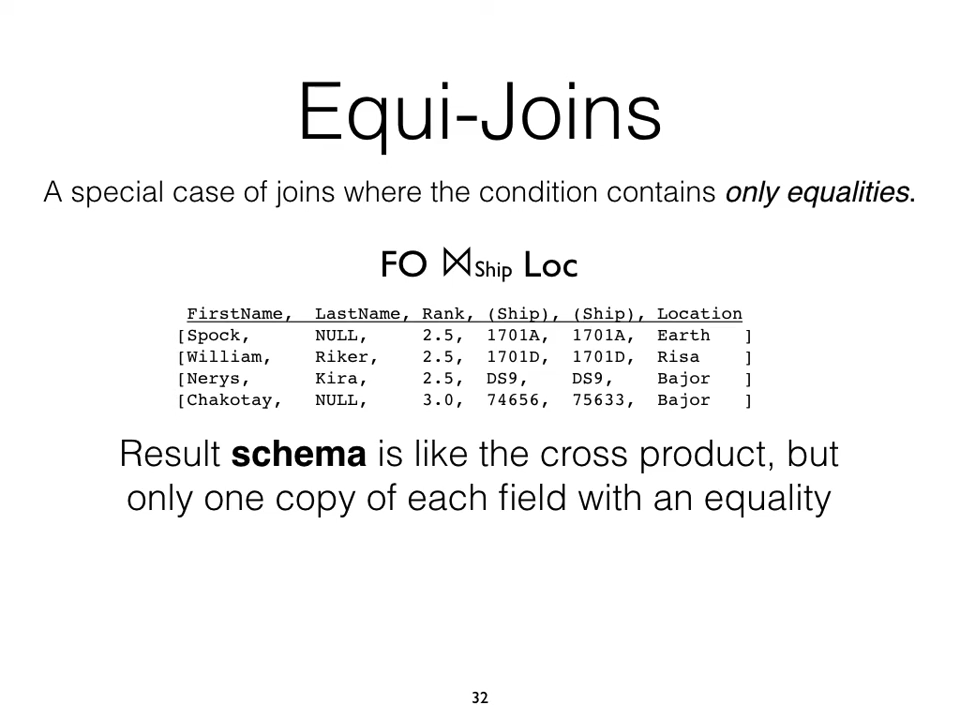 Equi-Joins
A special case of joins where the condition contains only equalities.
FO ⋈Ship Loc
FirstName, LastName, Rank, (Ship), (Ship), Location
[Spock, NULL, 2.5, 1701A, 1701A, Earth ]
[William, Riker, 2.5, 1701D, 1701D, Risa ]
[Nerys, Kira, 2.5, DS9, DS9, Bajor ]
[Chakotay, NULL, 3.0, 74656, 75633, Bajor ]
Result schema is like the cross product, but
only one copy of each field with an equality
32